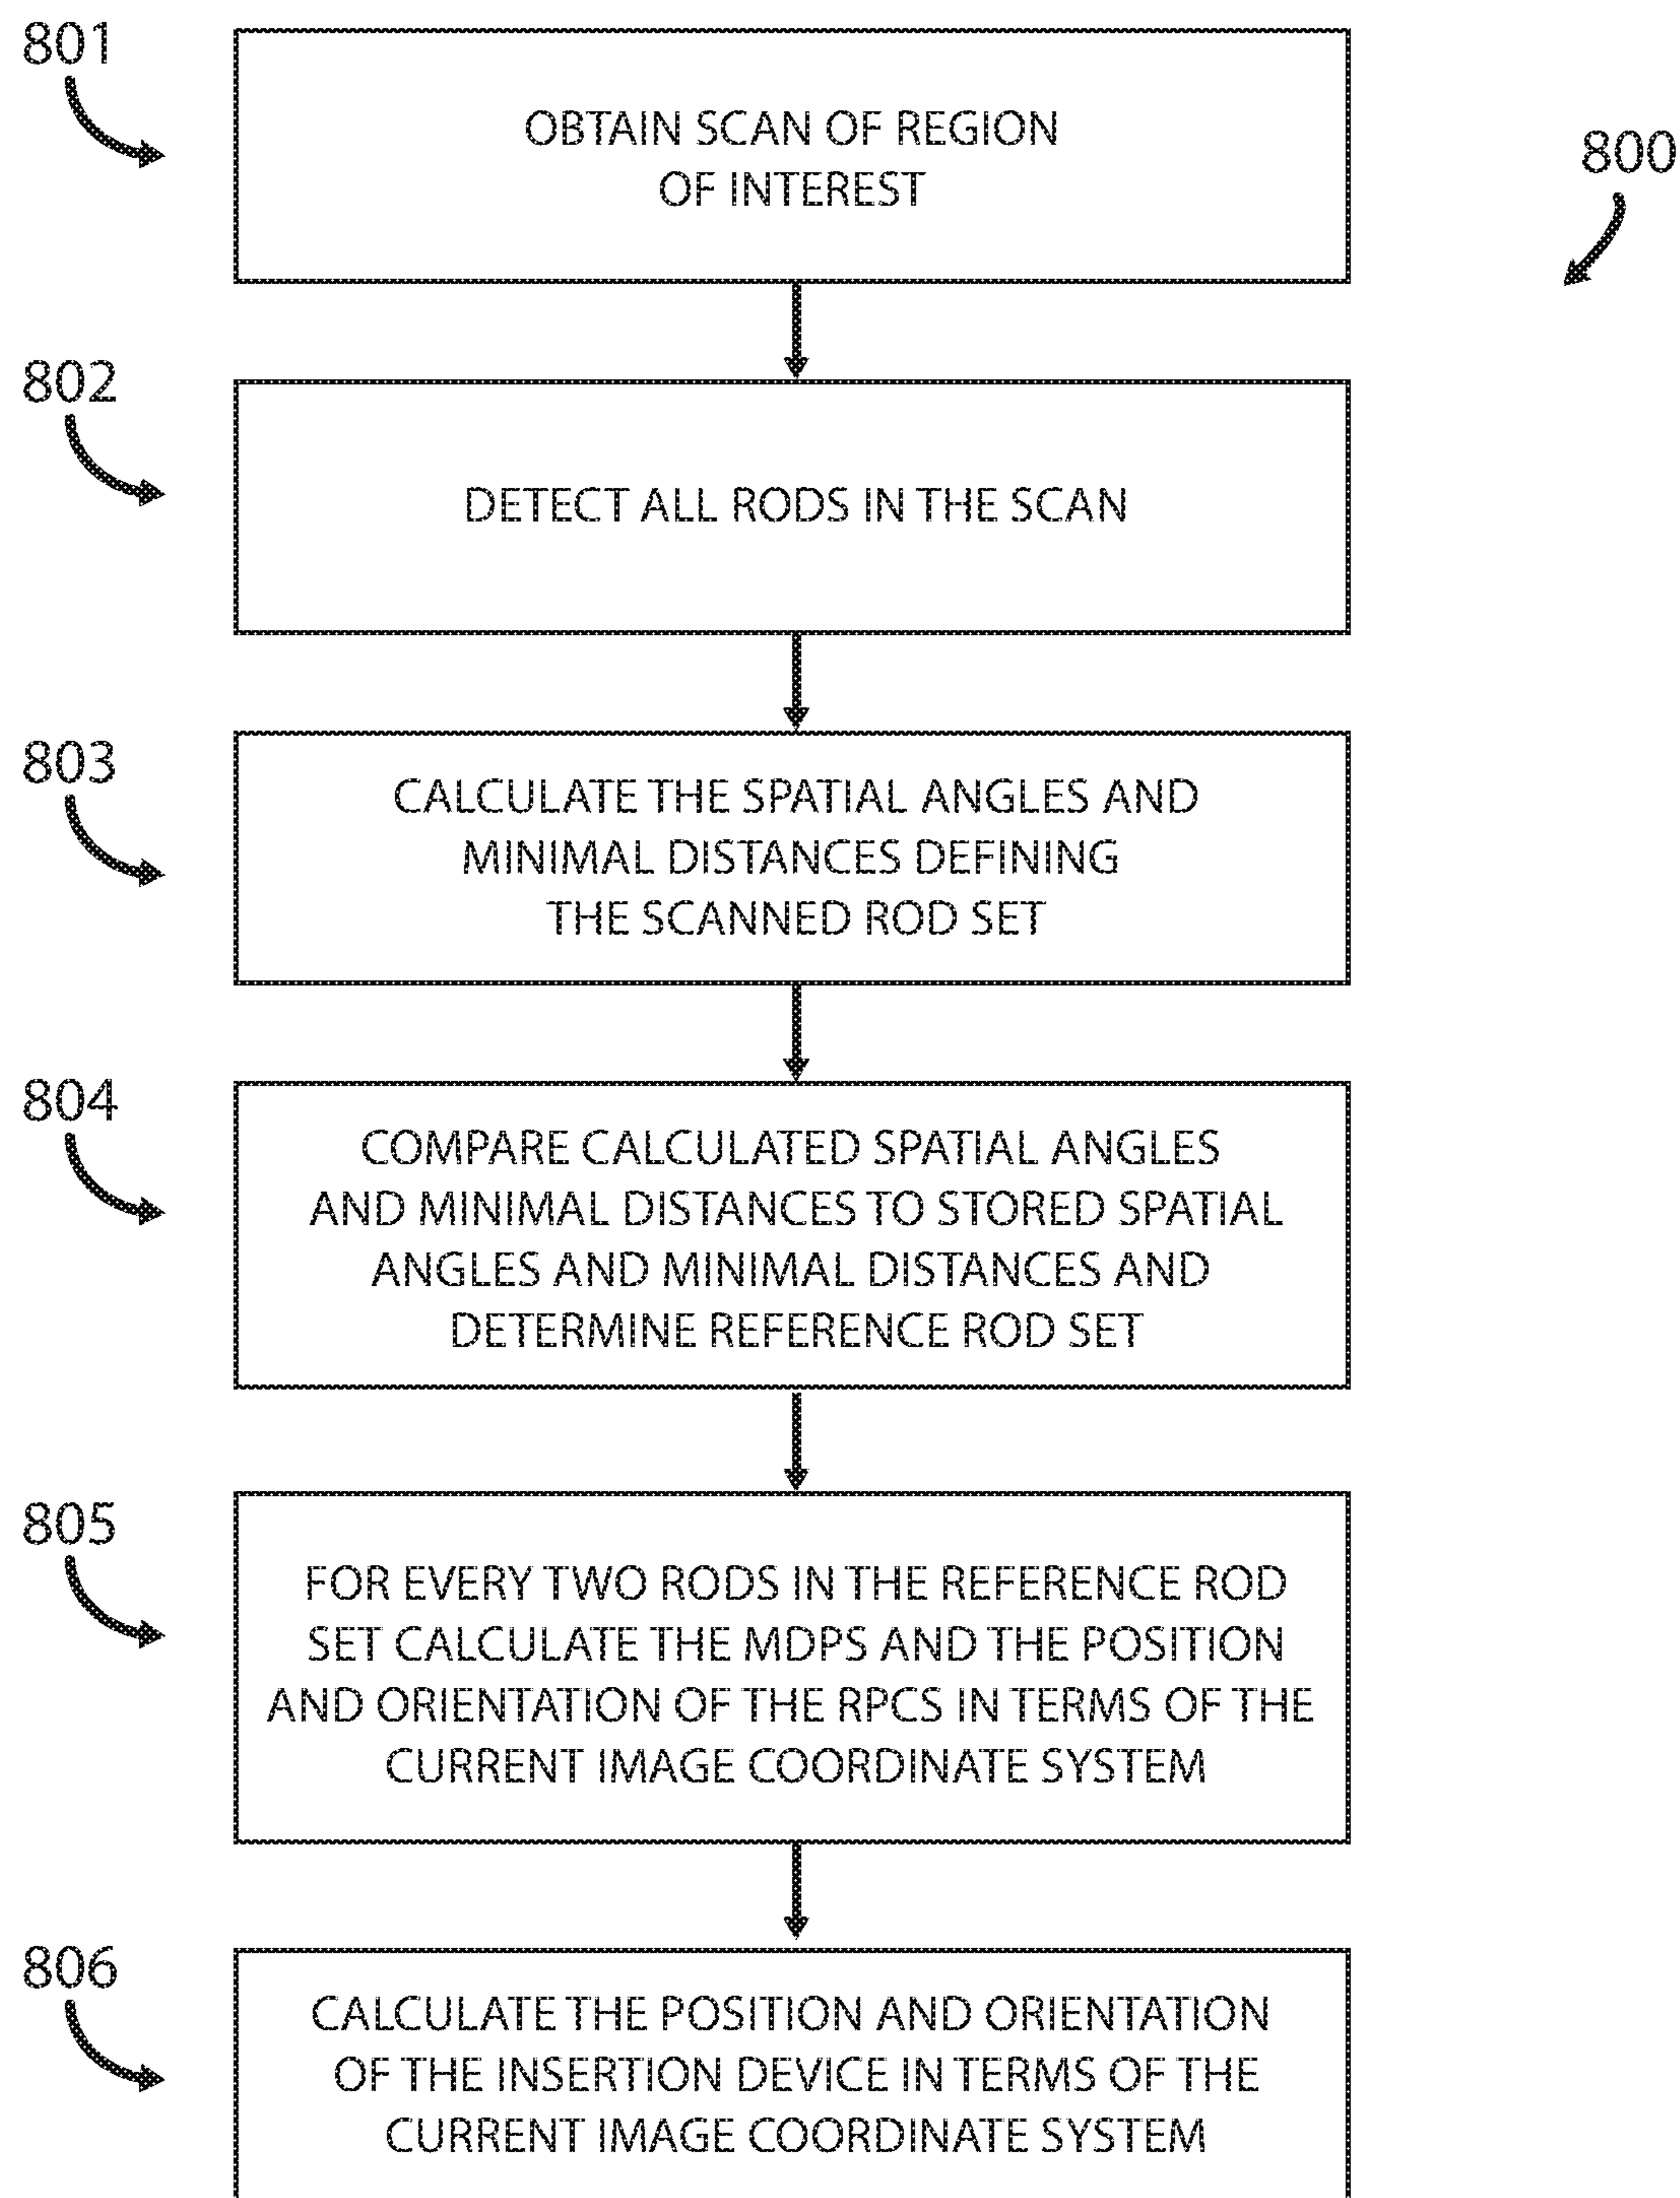 801
OBTAIN SCAN OF REGION
OF INTEREST
800
802
DETECT ALL RODS IN THE SCAN
803
CALCULATE THE SPATIAL ANGLES AND
MINIMAL DISTANCES DEFINING
THE SCANNED ROD SET
804
COMPARE CALCULATED SPATIAL ANGLES
AND MINIMAL DISTANCES TO STORED SPATIAL
ANGLES AND MINIMAL DISTANCES AND
DETERMINE REFERENCE ROD SET
805
FOR EVERY TWO RODS IN THE REFERENCE ROD
SET CALCULATE THE MDPS AND THE POSITION
AND ORIENTATION OF THE RPCS IN TERMS OF THE
CURRENT IMAGE COORDINATE SYSTEM
806
CALCULATE THE POSITION AND ORIENTATION
OF THE INSERTION DEVICE IN TERMS OF THE
CURRENT IMAGE COORDINATE SYSTEM